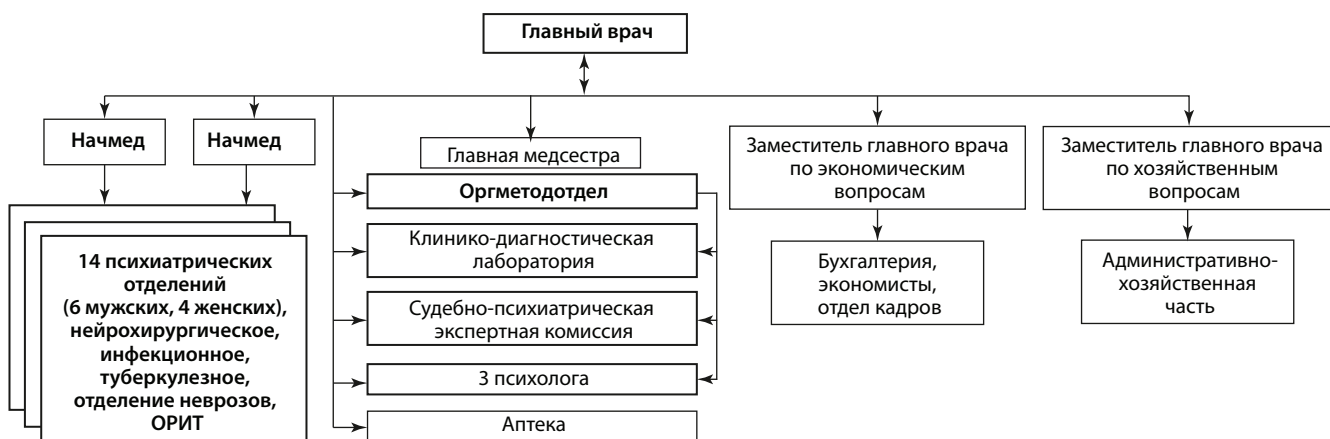 Главный врач
Начмед
Начмед
Главная медсестра
Заместитель главного врача
по экономическим
вопросам
Заместитель главного врача
по хозяйственным
вопросам
14 психиатрических
отделений
(6 мужских, 4 женских),
нейрохирургическое,
инфекционное,
туберкулезное,
отделение неврозов,
ОРИТ
Оргметодотдел
Клинико-диагностическая
лаборатория
Судебно-психиатрическая
экспертная комиссия
3 психолога
Аптека
Бухгалтерия,
экономисты,
отдел кадров
Административно-
хозяйственная
часть